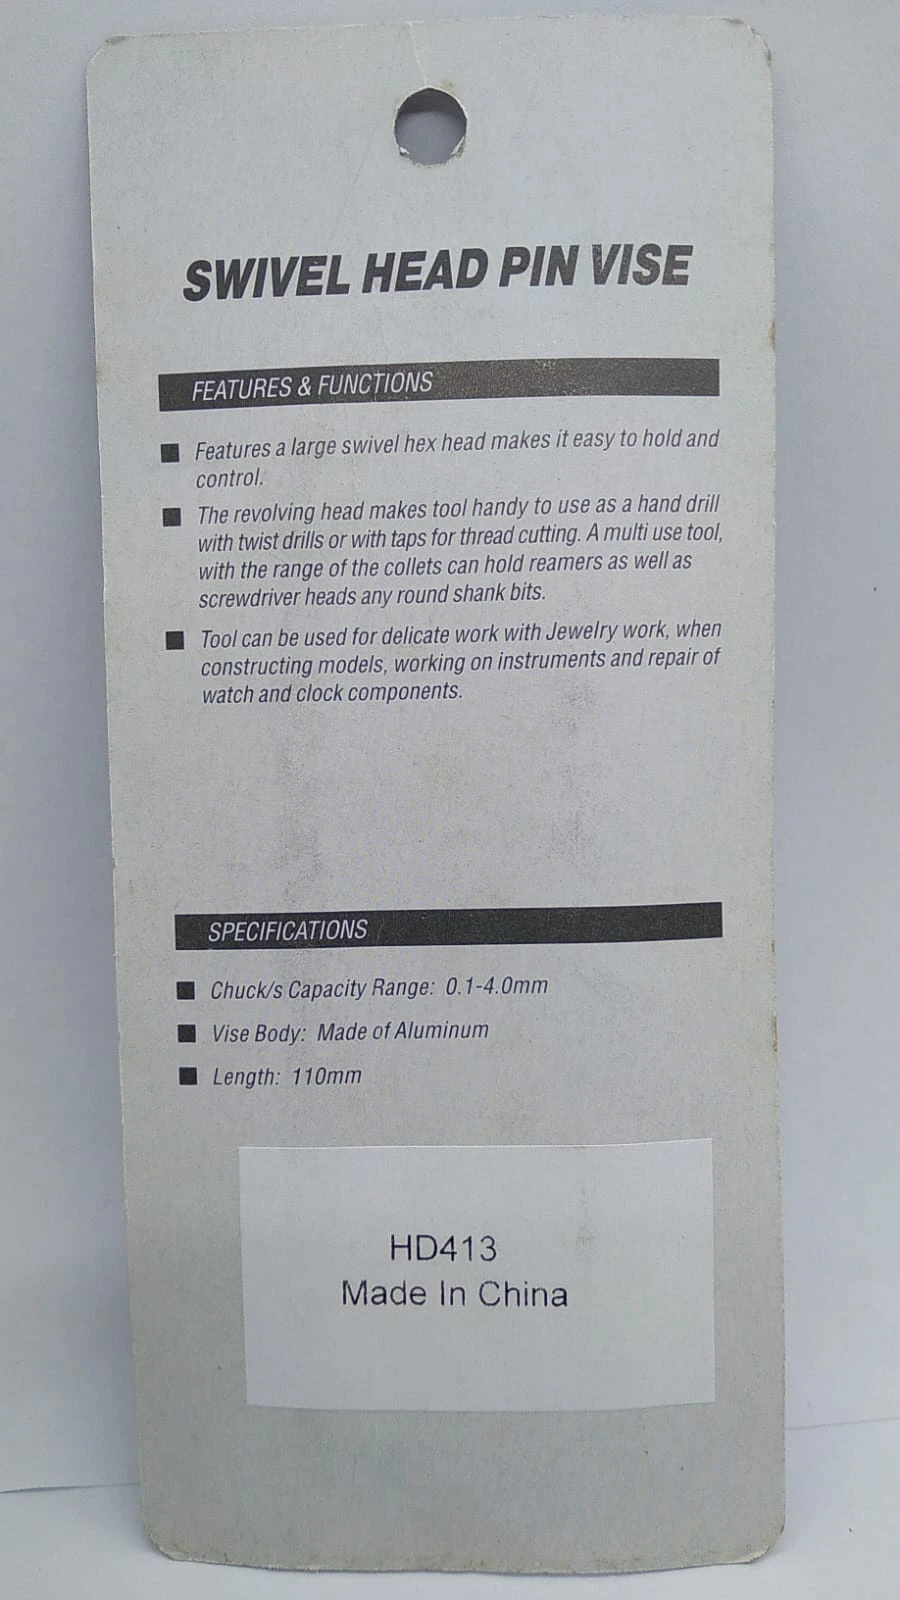 SWIVEL HEAD PIN VISE
FEATURES & FUNCTIONS
■ Features a large swivel hex head makes it easy to hold and
control.
■ The revolving head makes tool handy to use as a hand drill
with twist drills or with taps for thread cutting. A multi use tool,
with the range of the collets can hold reamers as well as
screwdriver heads any round shank bits.
■ Tool can be used for delicate work with Jewelry work, when
constructing models, working on instruments and repair of
watch and clock components.
SPECIFICATIONS
■ Chuck/s Capacity Range: 0.1-4.0mm
■ Vise Body: Made of Aluminum
■ Length: 110mm
HD413
Made In China